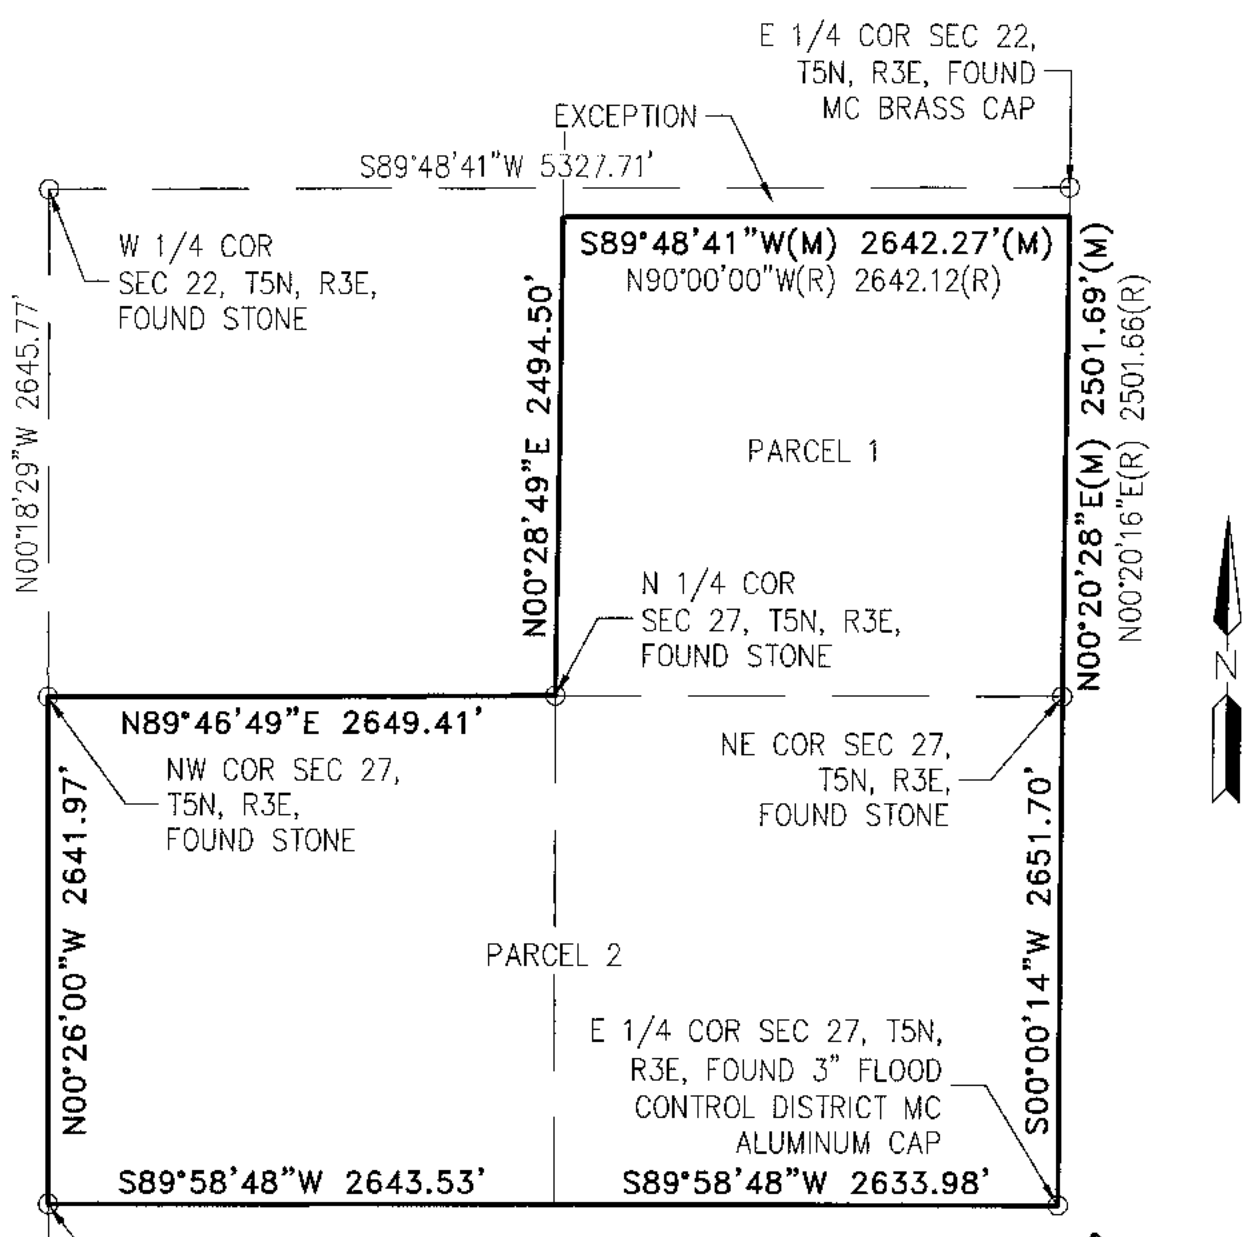 E 1/4 COR SEC 22,
T5N, R3E, FOUND
MC BRASS CAP
EXCEPTION
S89°48'41"W 5327.71'
W 1/4 COR
SEC 22, T5N, R3E,
FOUND STONE
S89°48'41"W(M) 2642.27'(M)
N90°00'00"W(R) 2642.12(R)
N00°18'29"W 2645.77'
N00°28'49"E 2494.50'
PARCEL 1
N00°20'28"E(M) 2501.69'(M)
N00°20'16"E(R) 2501.66(R)
N 1/4 COR
SEC 27, T5N, R3E,
FOUND STONE
N
N89°46'49"E 2649.41'
NW COR SEC 27,
T5N, R3E,
FOUND STONE
NE COR SEC 27,
T5N, R3E,
FOUND STONE
N00°26'00"W 2641.97'
S00°00'14"W 2651.70'
PARCEL 2
E 1/4 COR SEC 27, T5N,
R3E, FOUND 3" FLOOD
CONTROL DISTRICT MC
ALUMINUM CAP
S89°58'48"W 2643.53'
S89°58'48"W 2633.98'